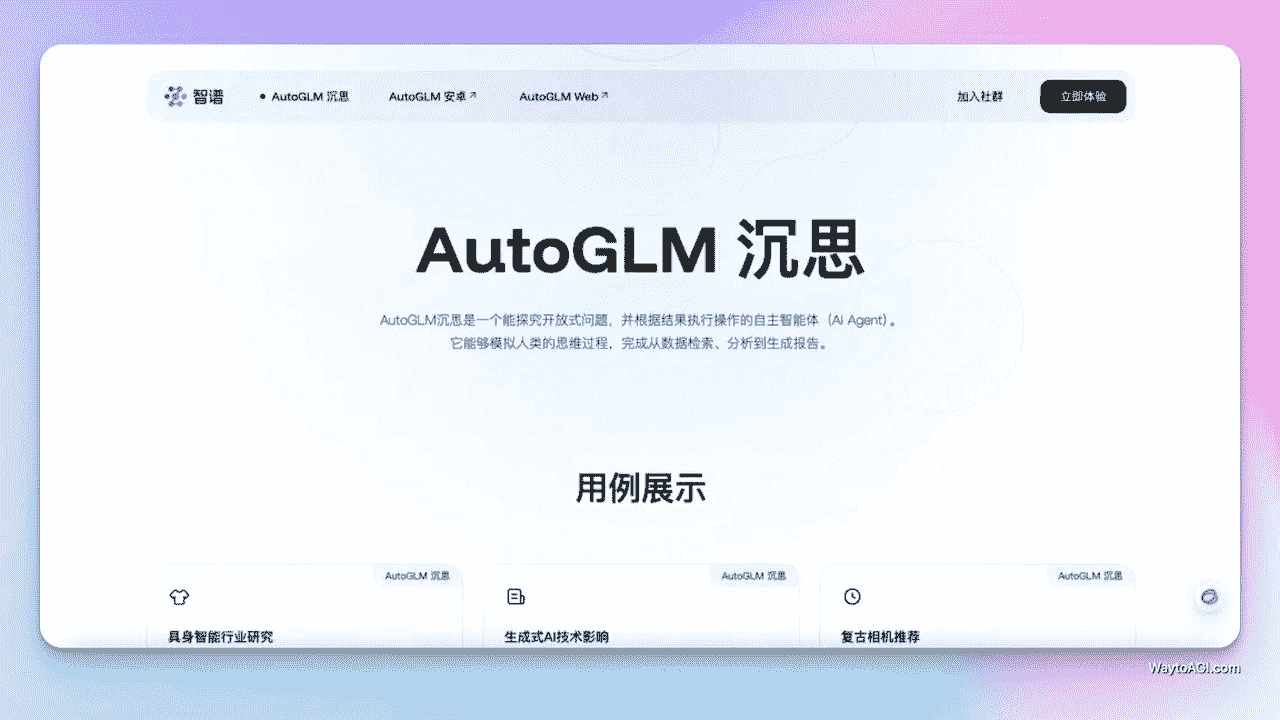 智谱
AutoGLM 沉思
AutoGLM 安卓
AutoGLM Web
加入社群
立即体验
AutoGLM 沉思
AutoGLM沉思是一个能探究开放式问题，并根据结果执行操作的自主智能体（AI Agent）。
它能够模拟人类的思维过程，完成从数据检索、分析到生成报告。
用例展示
AutoGLM 沉思
具身智能行业研究
AutoGLM 沉思
生成式AI技术影响
AutoGLM 沉思
复古相机推荐
WaytoAGI.com